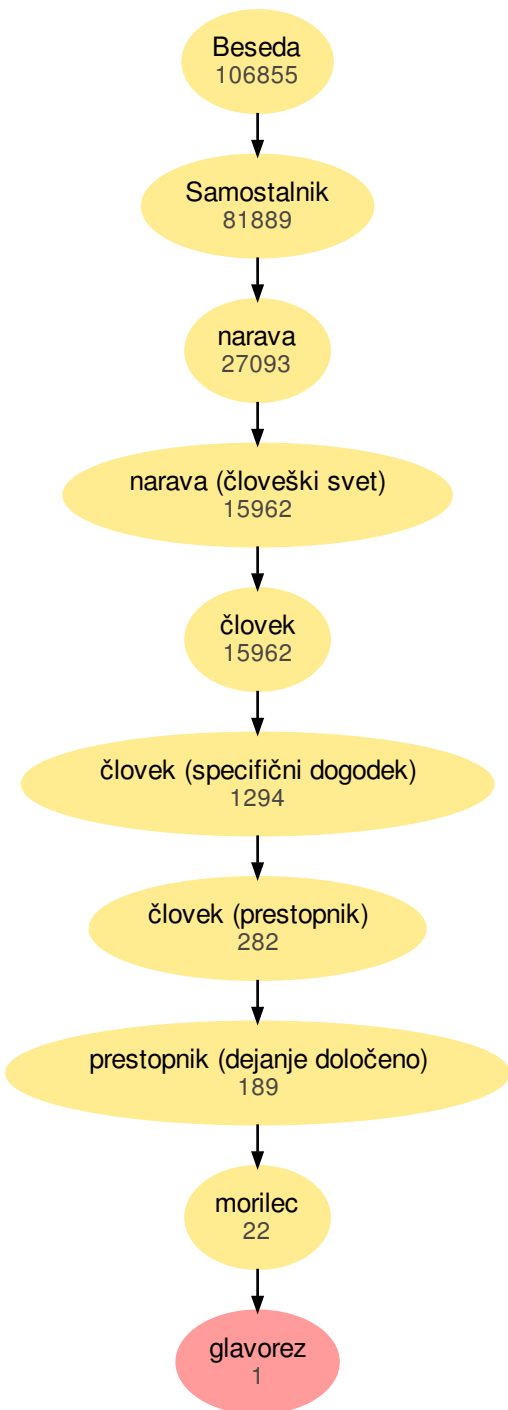 Beseda
106855
Samostalnik
81889
narava
27093
narava (človeški svet)
15962
človek
15962
človek (specifični dogodek)
1294
človek (prestopnik)
282
prestopnik (dejanje določeno)
189
morilec
22
glavorez
1